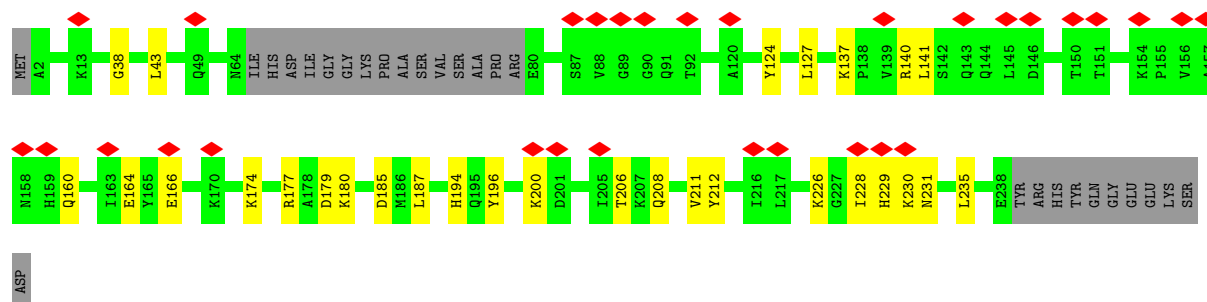 MET A2 K13 G38 L43 Q49 N64 ILE HIS ASP ILE GLY GLY LYS PRO ALA SER VAL SER ALA PRO ARG E80 S87 V88 G89 G90 Q91 T92 A120 Y124 L127 K137 P138 V139 R140 L141 S142 Q143 Q144 L145 D146 T150 T151 K154 P155 V156 A157
N158 H159 Q160 I163 E164 Y165 E166 K170 K174 R177 A178 D179 K180 D185 M186 L187 H194 Q195 Y196 K200 D201 I205 T206 K207 Q208 V211 Y212 I216 L217 K226 G227 I228 H229 K230 N231 L235 E238 TYR ARG HIS TYR GLN GLY GLU GLU LYS SER
ASP